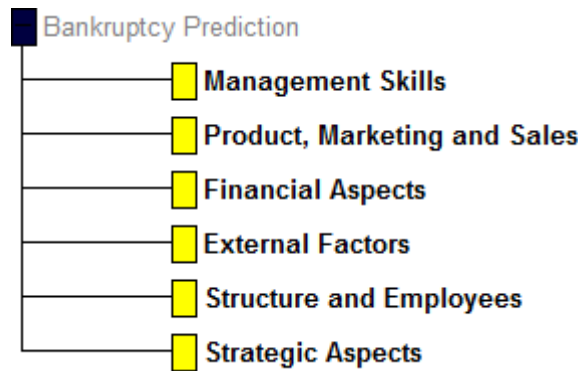 Bankruptcy Prediction
Management Skills
Product, Marketing and Sales
Financial Aspects
External Factors
Structure and Employees
Strategic Aspects